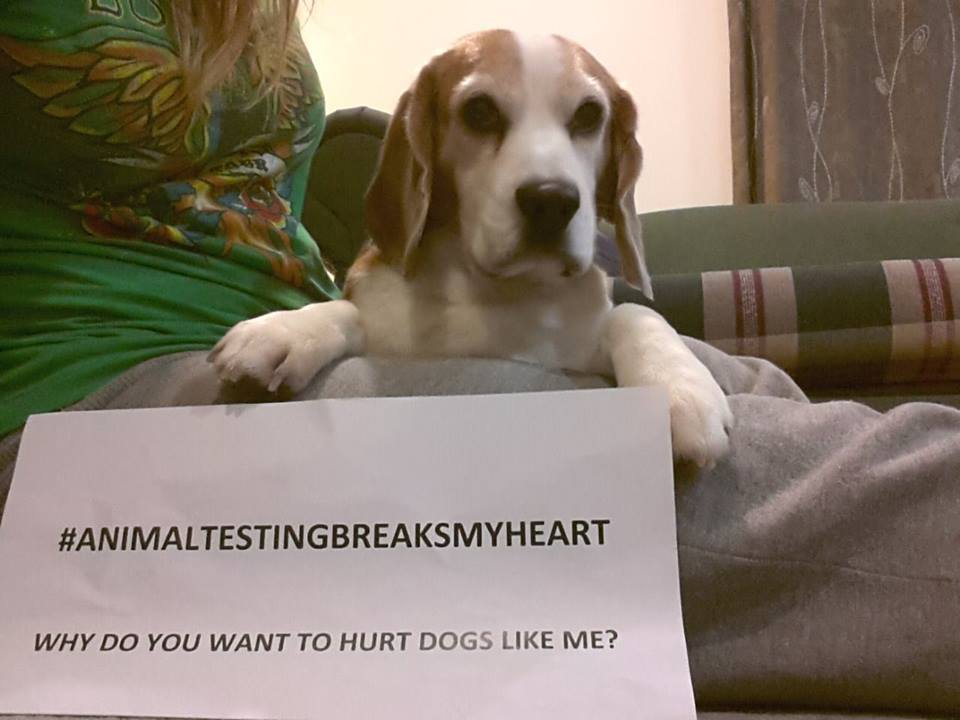 #ANIMALTESTINGBREAKSMYHEART
WHY DO YOU WANT TO HURT DOGS LIKE ME?